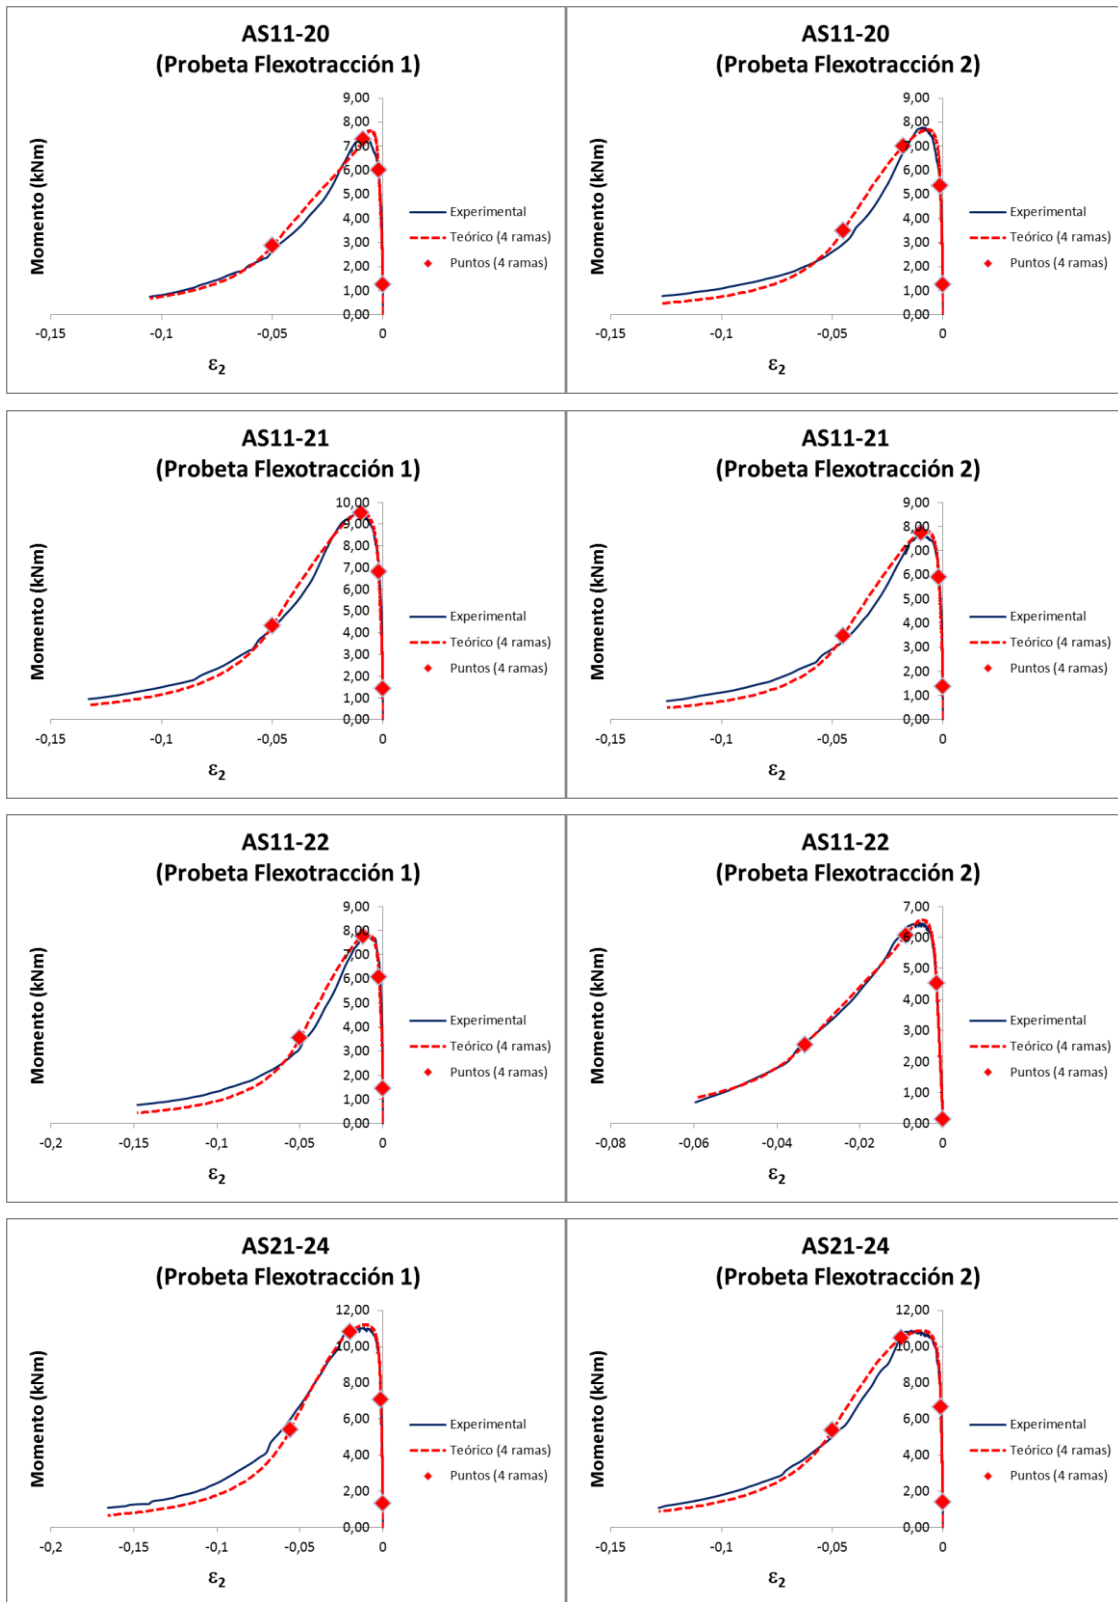 AS11-20
(Probeta Flexotracción 1)
Momento (kNm)
9,00
8,00
7,00
6,00
5,00
4,00
3,00
2,00
1,00
0,00
-0,15
-0,1
-0,05
0
ε2
Experimental
Teórico (4 ramas)
Puntos (4 ramas)
AS11-20
(Probeta Flexotracción 2)
Momento (kNm)
9,00
8,00
7,00
6,00
5,00
4,00
3,00
2,00
1,00
0,00
-0,15
-0,1
-0,05
0
ε2
Experimental
Teórico (4 ramas)
Puntos (4 ramas)
AS11-21
(Probeta Flexotracción 1)
Momento (kNm)
10,00
9,00
8,00
7,00
6,00
5,00
4,00
3,00
2,00
1,00
0,00
-0,15
-0,1
-0,05
0
ε2
Experimental
Teórico (4 ramas)
Puntos (4 ramas)
AS11-21
(Probeta Flexotracción 2)
Momento (kNm)
9,00
8,00
7,00
6,00
5,00
4,00
3,00
2,00
1,00
0,00
-0,15
-0,1
-0,05
0
ε2
Experimental
Teórico (4 ramas)
Puntos (4 ramas)
AS11-22
(Probeta Flexotracción 1)
Momento (kNm)
9,00
8,00
7,00
6,00
5,00
4,00
3,00
2,00
1,00
0,00
-0,2
-0,15
-0,1
-0,05
0
ε2
Experimental
Teórico (4 ramas)
Puntos (4 ramas)
AS11-22
(Probeta Flexotracción 2)
Momento (kNm)
7,00
6,00
5,00
4,00
3,00
2,00
1,00
0,00
-0,08
-0,06
-0,04
-0,02
0
ε2
Experimental
Teórico (4 ramas)
Puntos (4 ramas)
AS21-24
(Probeta Flexotracción 1)
Momento (kNm)
12,00
10,00
8,00
6,00
4,00
2,00
0,00
-0,2
-0,15
-0,1
-0,05
0
ε2
Experimental
Teórico (4 ramas)
Puntos (4 ramas)
AS21-24
(Probeta Flexotracción 2)
Momento (kNm)
12,00
10,00
8,00
6,00
4,00
2,00
0,00
-0,15
-0,1
-0,05
0
ε2
Experimental
Teórico (4 ramas)
Puntos (4 ramas)